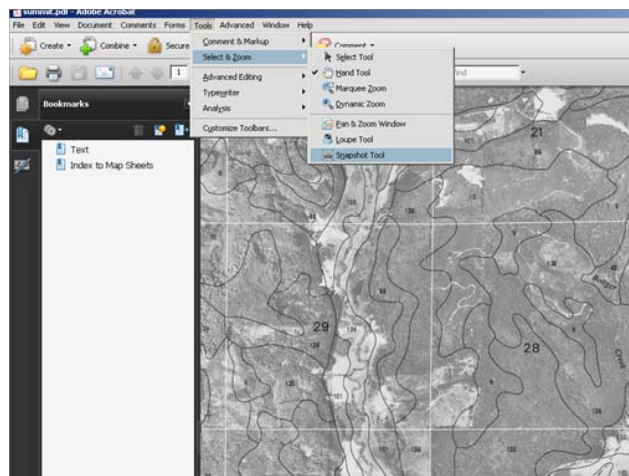 summit.pdf - Adobe Acrobat
File Edit View Document Comments Forms Tools Advanced Window Help
Create Combine Secure Comment
Comment & Markup
Select & Zoom
Advanced Editing
Typewriter
Analysis
Customize Toolbars...
Select Tool
Hand Tool
Marquee Zoom
Dynamic Zoom
Pan & Zoom Window
Loupe Tool
Snapshot Tool
1
Find
Bookmarks
Text
Index to Map Sheets
21
29
28
Creek